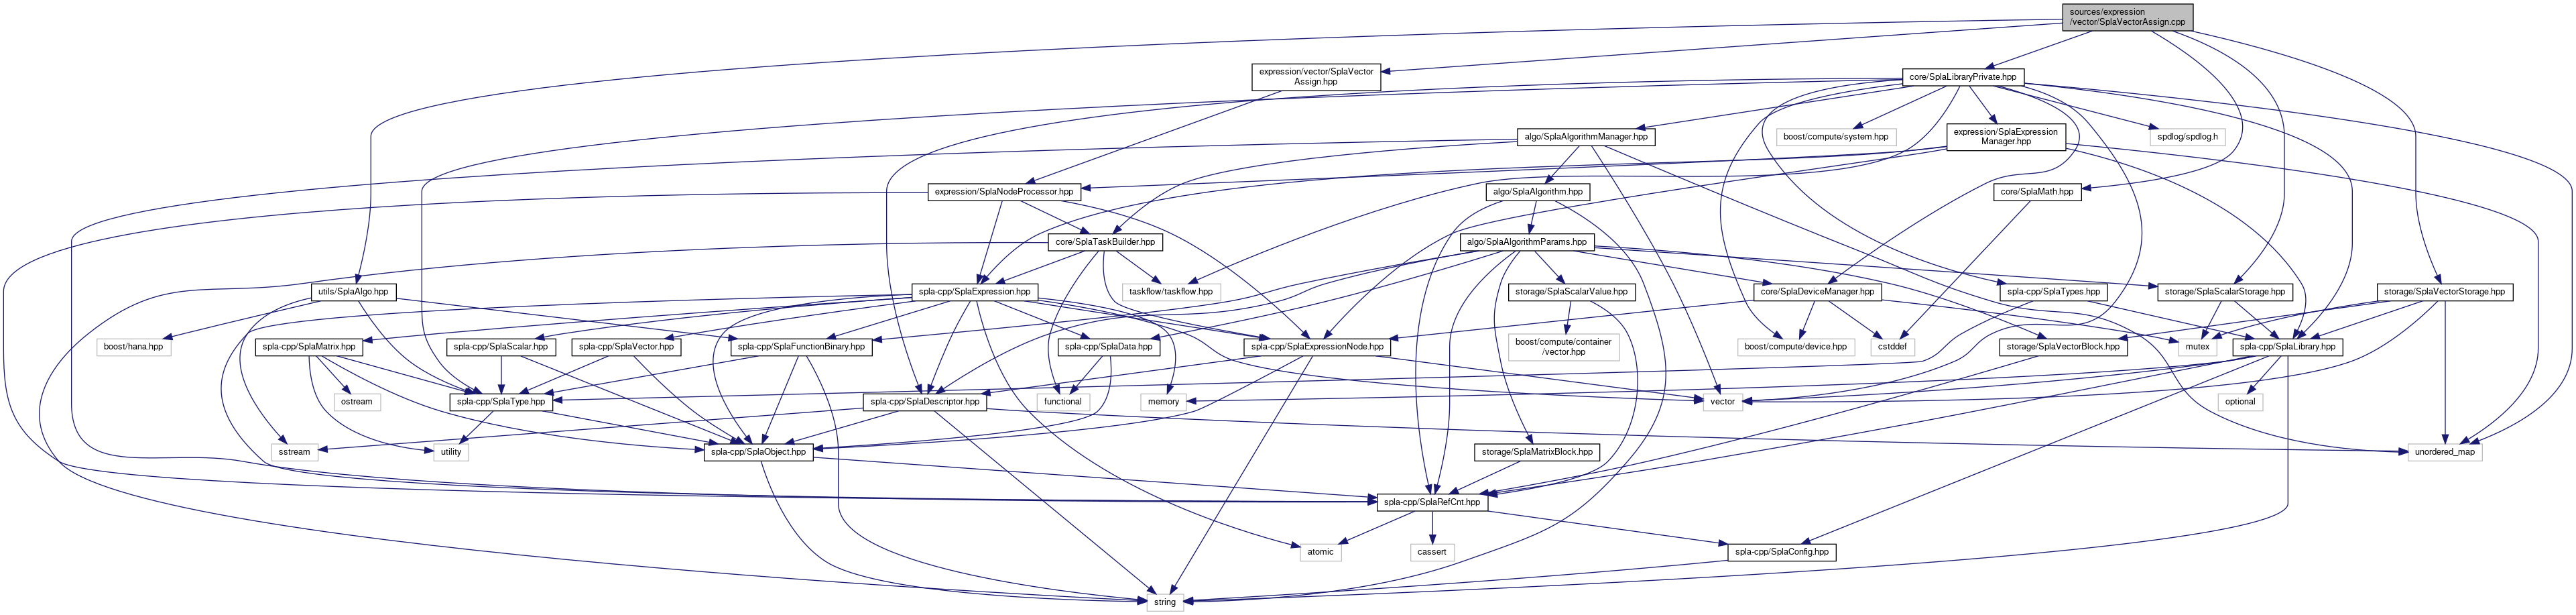 sources/expression
/vector/SplaVectorAssign.cpp
expression/vector/SplaVector
Assign.hpp
core/SplaLibraryPrivate.hpp
algo/SplaAlgorithmManager.hpp
boost/compute/system.hpp
expression/SplaExpression
Manager.hpp
spdlog/spdlog.h
expression/SplaNodeProcessor.hpp
algo/SplaAlgorithm.hpp
core/SplaMath.hpp
core/SplaTaskBuilder.hpp
algo/SplaAlgorithmParams.hpp
utils/SplaAlgo.hpp
spla-cpp/SplaExpression.hpp
taskflow/taskflow.hpp
storage/SplaScalarValue.hpp
core/SplaDeviceManager.hpp
spla-cpp/SplaTypes.hpp
storage/SplaScalarStorage.hpp
storage/SplaVectorStorage.hpp
boost/hana.hpp
spla-cpp/SplaMatrix.hpp
spla-cpp/SplaScalar.hpp
spla-cpp/SplaVector.hpp
spla-cpp/SplaFunctionBinary.hpp
spla-cpp/SplaData.hpp
spla-cpp/SplaExpressionNode.hpp
boost/compute/container
/vector.hpp
boost/compute/device.hpp
cstddef
storage/SplaVectorBlock.hpp
mutex
spla-cpp/SplaLibrary.hpp
ostream
spla-cpp/SplaType.hpp
spla-cpp/SplaDescriptor.hpp
functional
memory
vector
optional
sstream
utility
spla-cpp/SplaObject.hpp
storage/SplaMatrixBlock.hpp
unordered_map
spla-cpp/SplaRefCnt.hpp
atomic
cassert
spla-cpp/SplaConfig.hpp
string